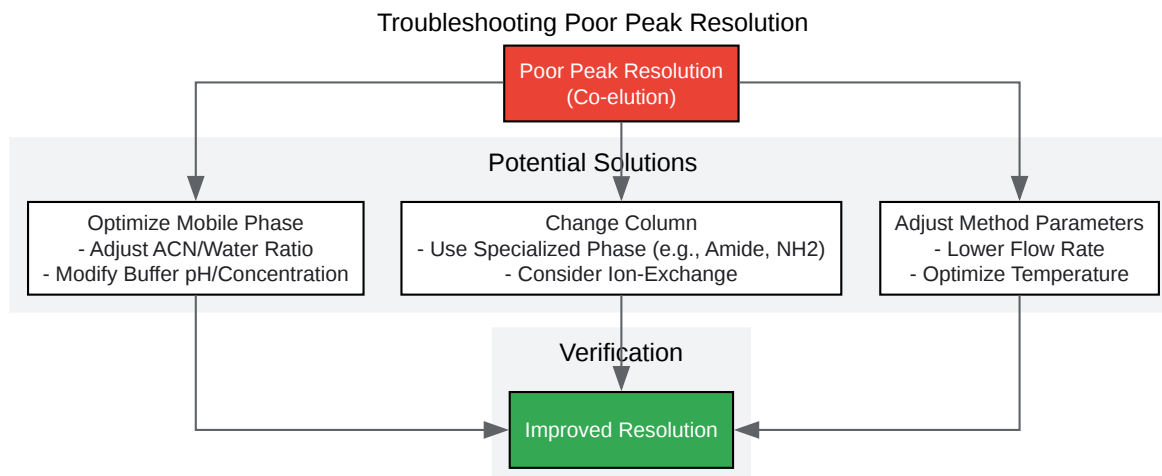 Troubleshooting Poor Peak Resolution
Poor Peak Resolution
(Co-elution)
Potential Solutions
Optimize Mobile Phase
- Adjust ACN/Water Ratio
- Modify Buffer pH/Concentration
Change Column
- Use Specialized Phase (e.g., Amide, NH2)
- Consider Ion-Exchange
Adjust Method Parameters
- Lower Flow Rate
- Optimize Temperature
Verification
Improved Resolution